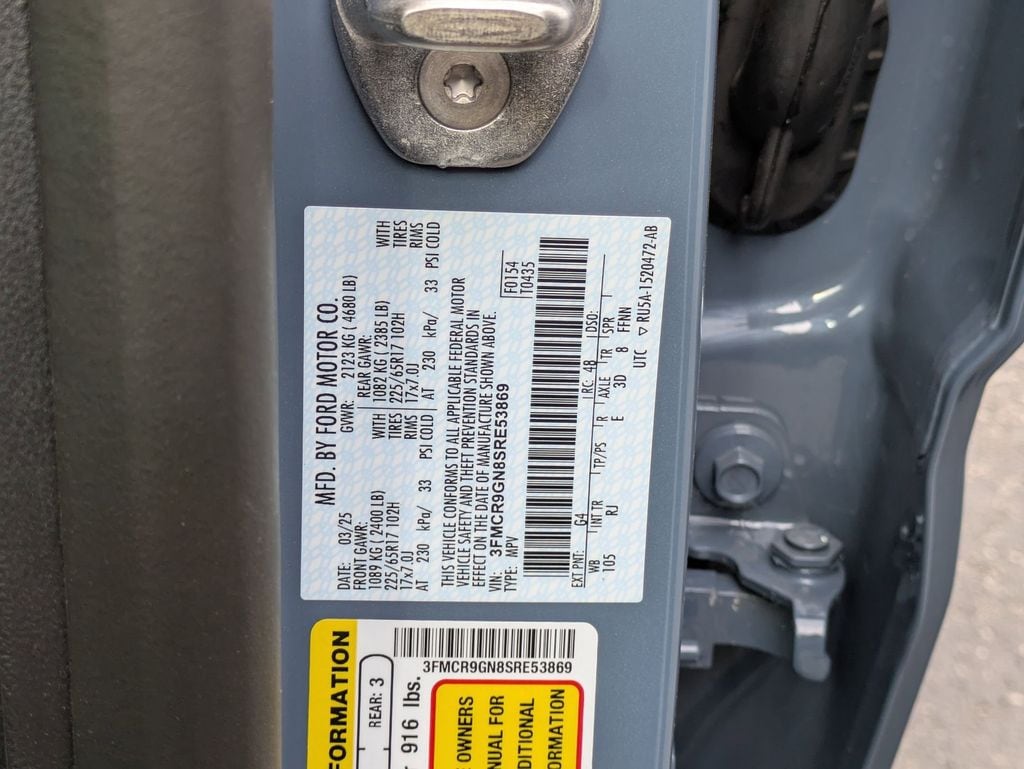 MFD. BY FORD MOTOR CO.
DATE: 03/25 GVWR: 2123 KG ( 4680 LB)
FRONT GAWR: REAR GAWR: WITH
1089 KG ( 2400 LB) WITH 1082 KG ( 2385 LB) TIRES
225/65R17 102H TIRES 225/65R17 102H RIMS
17x7.0J RIMS 17x7.0J
AT 230 kPa/ 33 PSI COLD AT 230 kPa/ 33 PSI COLD
THIS VEHICLE CONFORMS TO ALL APPLICABLE FEDERAL MOTOR
VEHICLE SAFETY AND THEFT PREVENTION STANDARDS IN
EFFECT ON THE DATE OF MANUFACTURE SHOWN ABOVE.
VIN: 3FMCR9GN8SRE53869
TYPE: MPV
F0154
T0435
EXT PNT: G4 RC: 48 DSO:
WB INT TR TP/PS R AXLE TR SPR
105 RJ E 3D 8 FFNN
UTC ▽ RU5A-1520472-AB
3FMCR9GN8SRE53869
FORMATION
REAR: 3
916 lbs.
OWNERS
NUAL FOR
DITIONAL
ORMATION